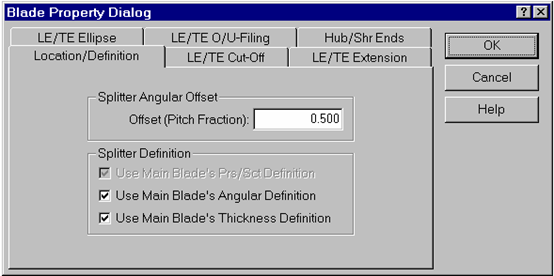 Blade Property Dialog
LE/TE Ellipse LE/TE O/U-Filing Hub/Shr Ends
Location/Definition LE/TE Cut-Off LE/TE Extension
OK
Cancel
Help
Splitter Angular Offset
Offset (Pitch Fraction): 0.500
Splitter Definition
Use Main Blade's Prs/Sct Definition
Use Main Blade's Angular Definition
Use Main Blade's Thickness Definition